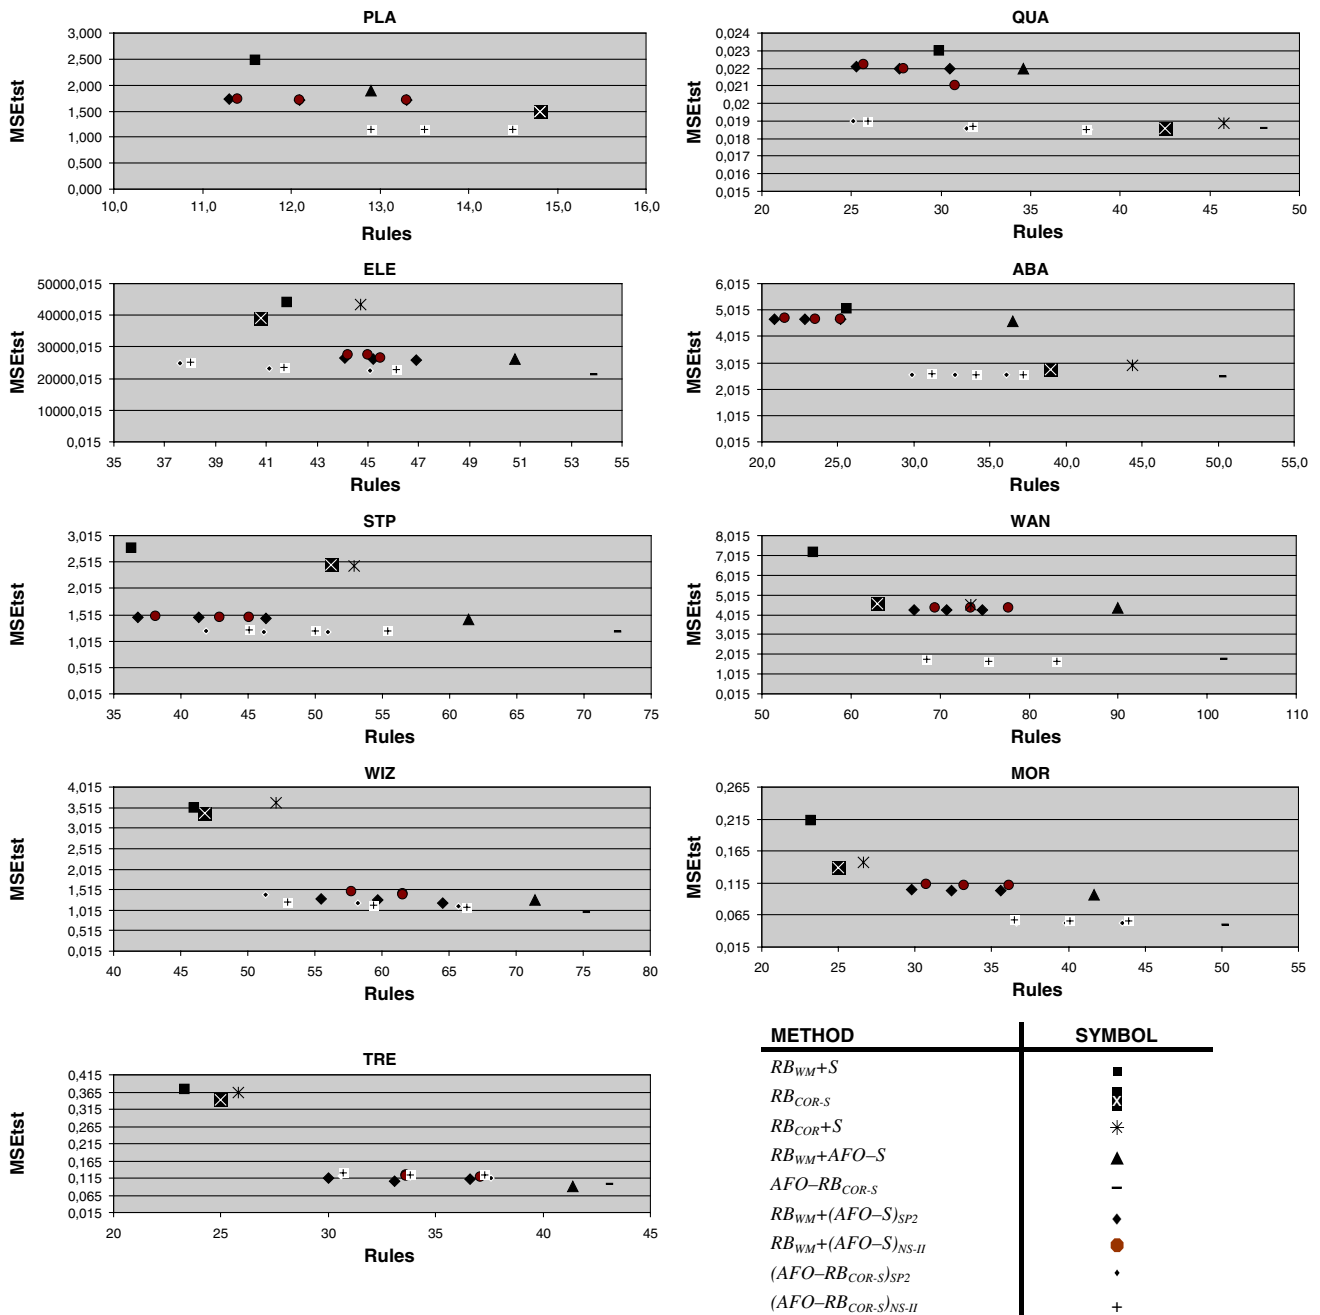 PLA
3,000
2,500
2,000
1,500
1,000
0,500
0,000
MSEtst
10,0 11,0 12,0 13,0 14,0 15,0 16,0
Rules
QUA
0,024
0,023
0,022
0,021
0,02
0,019
0,018
0,017
0,016
0,015
MSEtst
20 25 30 35 40 45 50
Rules
ELE
50000,015
40000,015
30000,015
20000,015
10000,015
0,015
MSEtst
35 37 39 41 43 45 47 49 51 53 55
Rules
ABA
6,015
5,015
4,015
3,015
2,015
1,015
0,015
MSEtst
20,0 25,0 30,0 35,0 40,0 45,0 50,0 55,0
Rules
STP
3,015
2,515
2,015
1,515
1,015
0,515
0,015
MSEtst
35 40 45 50 55 60 65 70 75
Rules
WAN
8,015
7,015
6,015
5,015
4,015
3,015
2,015
1,015
0,015
MSEtst
50 60 70 80 90 100 110
Rules
WIZ
4,015
3,515
3,015
2,515
2,015
1,515
1,015
0,515
0,015
MSEtst
40 45 50 55 60 65 70 75 80
Rules
MOR
0,265
0,215
0,165
0,115
0,065
0,015
MSEtst
20 25 30 35 40 45 50 55
Rules
TRE
0,415
0,365
0,315
0,265
0,215
0,165
0,115
0,065
0,015
MSEtst
20 25 30 35 40 45
Rules
METHOD SYMBOL
RB_WM+S
RB_COR-S
RB_COR+S
RB_WM+AFO–S
AFO–RB_COR-S
RB_WM+(AFO–S)_SP2
RB_WM+(AFO–S)_NS-II
(AFO–RB_COR-S)_SP2
(AFO–RB_COR-S)_NS-II